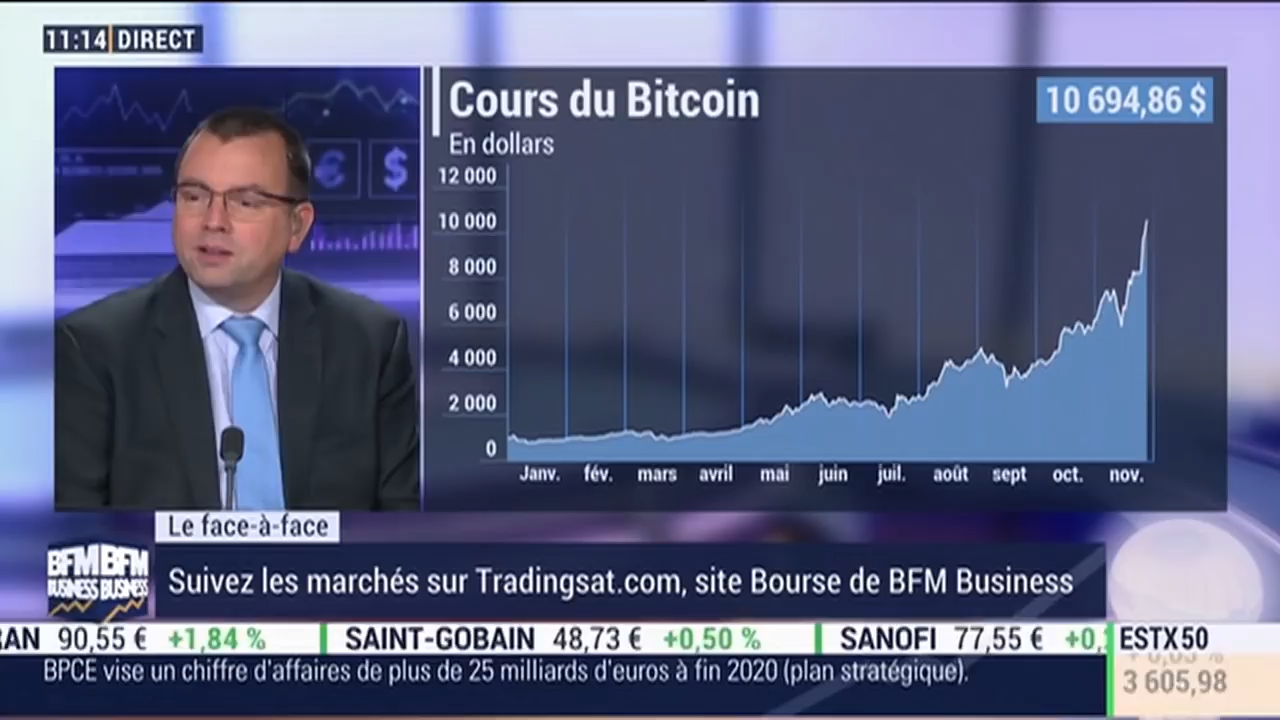 11:14 DIRECT
Cours du Bitcoin
10 694,86 $
En dollars
12 000
10 000
8 000
6 000
4 000
2 000
0
Janv. fév. mars avril mai juin juil. août sept oct. nov.
€ $
Le face-à-face
BFM BFM
BUSINESS BUSINESS
Suivez les marchés sur Tradingsat.com, site Bourse de BFM Business
RAN 90,55 € +1,84 % SAINT-GOBAIN 48,73 € +0,50 % SANOFI 77,55 € +0,
ESTX50
3 605,98
BPCE vise un chiffre d'affaires de plus de 25 milliards d'euros à fin 2020 (plan stratégique).